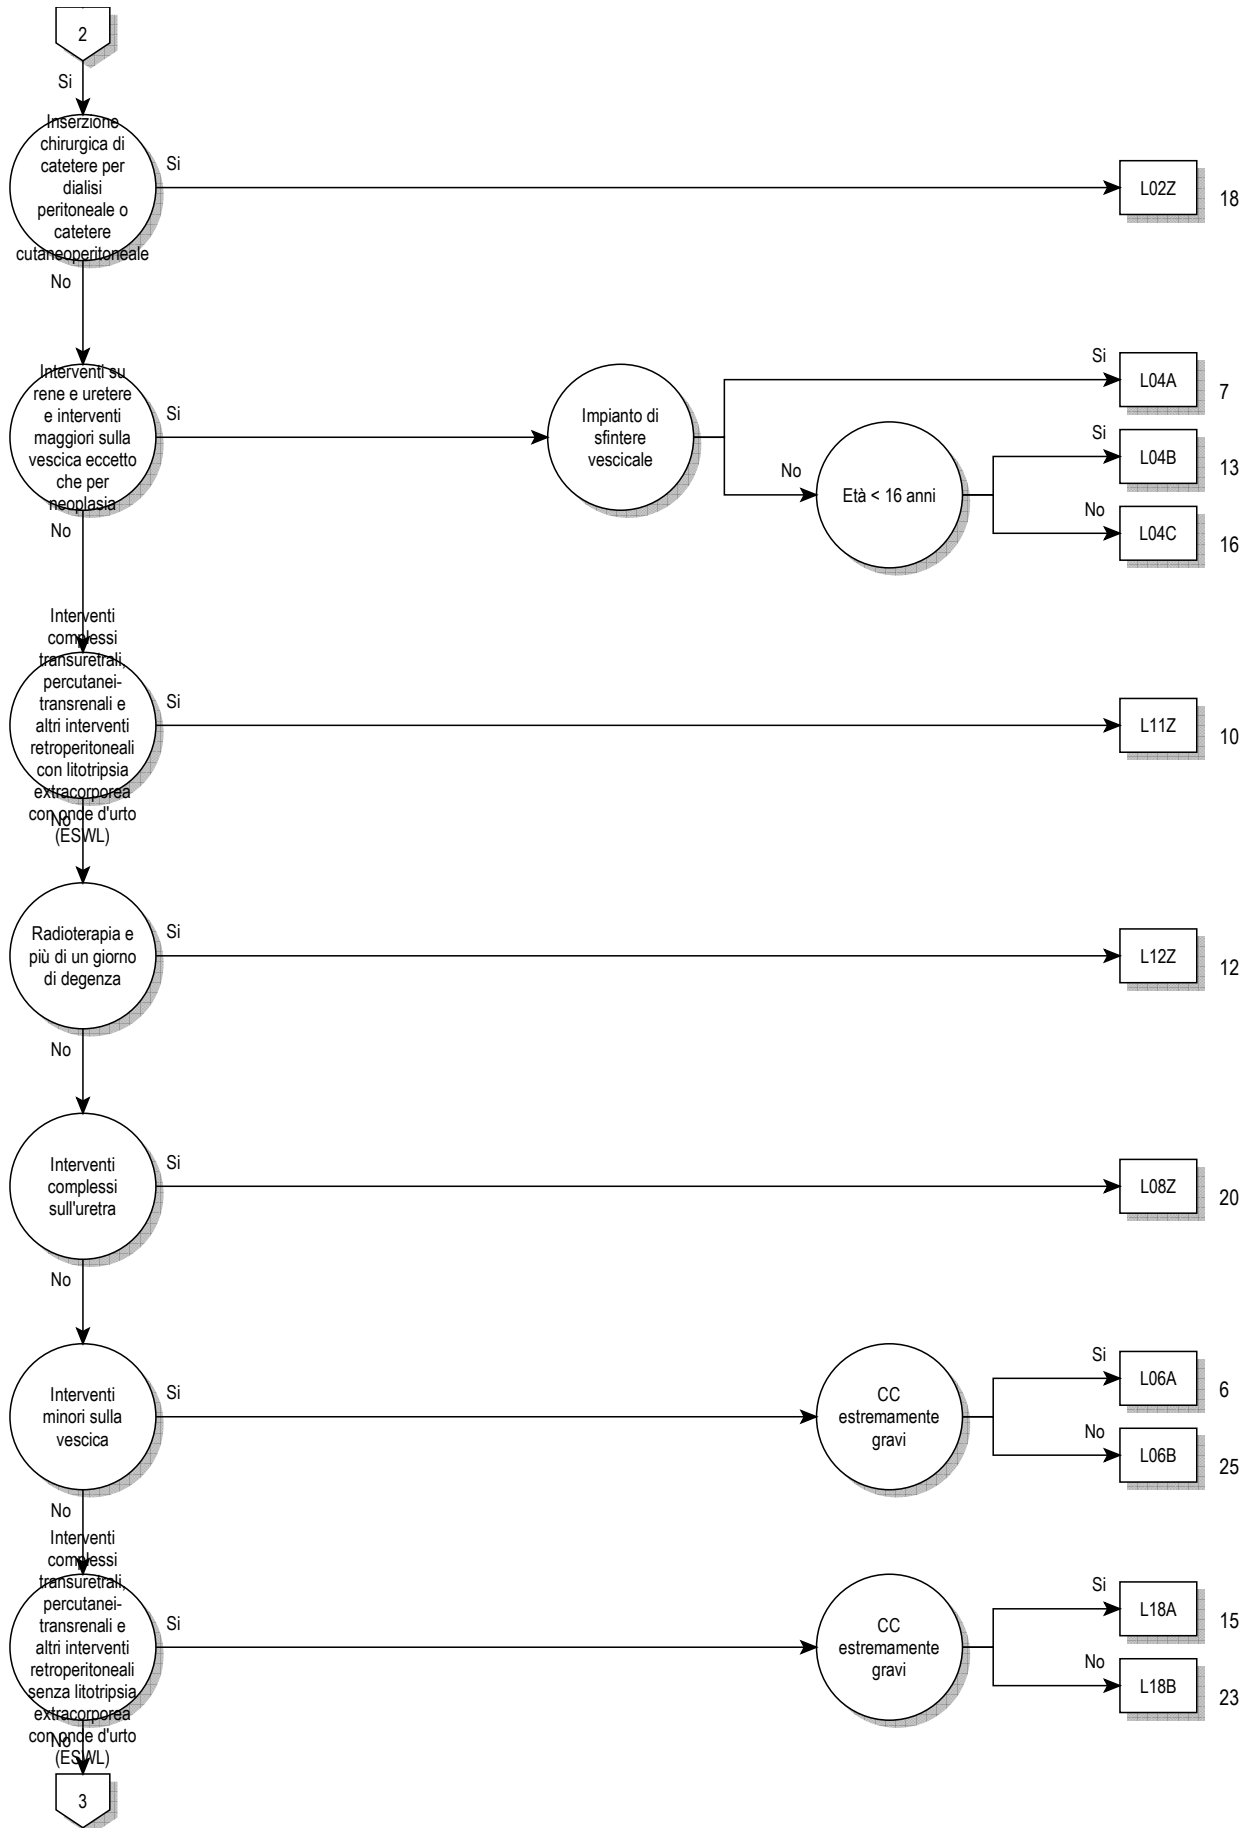 2
Si
Inserzione
chirurgica di
catetere per
dialisi
peritoneale o
catetere
cutaneoperitoneale
Si
L02Z
18
No
Interventi su
rene e uretere
e interventi
maggiori sulla
vescica eccetto
che per
neoplasia
Si
Impianto di
sfintere
vescicale
Si
L04A
7
No
Età < 16 anni
Si
L04B
13
No
L04C
16
No
Interventi
complessi
transuretrali,
percutanei-
transrenali e
altri interventi
retroperitoneali
con litotripsia
extracorporea
con onde d'urto
(ESWL)
Si
L11Z
10
No
Radioterapia e
più di un giorno
di degenza
Si
L12Z
12
No
Interventi
complessi
sull'uretra
Si
L08Z
20
No
Interventi
minori sulla
vescica
Si
CC
estremamente
gravi
Si
L06A
6
No
L06B
25
No
Interventi
complessi
transuretrali,
percutanei-
transrenali e
altri interventi
retroperitoneali
senza litotripsia
extracorporea
con onde d'urto
(ESWL)
Si
CC
estremamente
gravi
Si
L18A
15
No
L18B
23
No
3